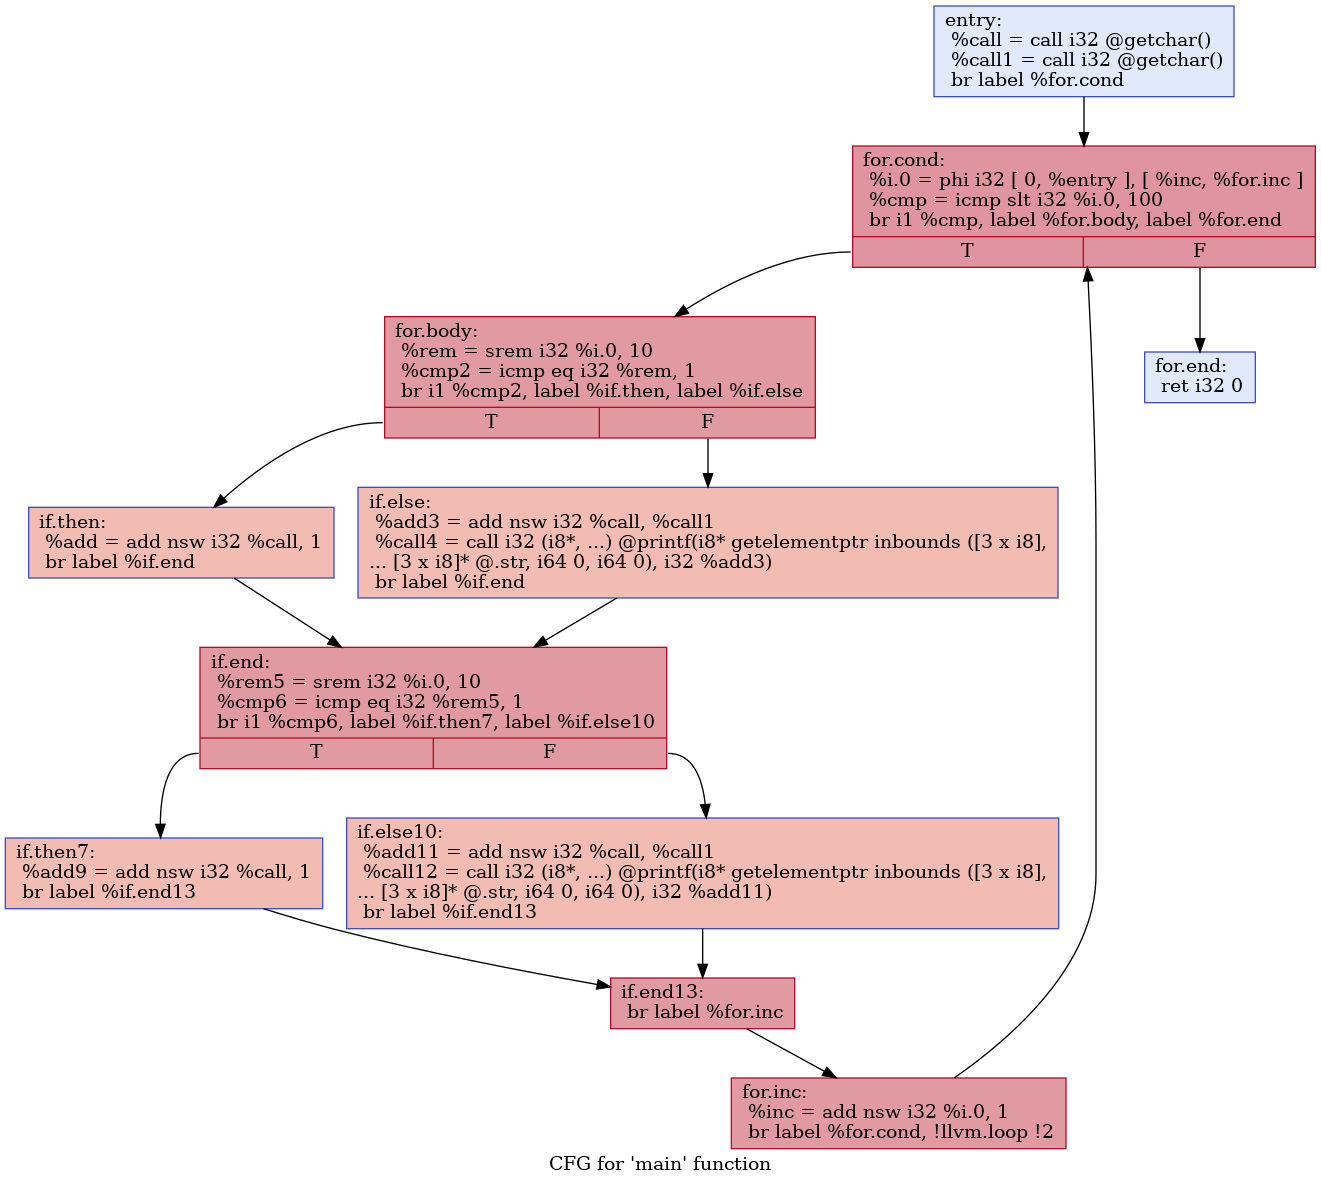 entry:
%call = call i32 @getchar()
%call1 = call i32 @getchar()
br label %for.cond
for.cond:
%i.0 = phi i32 [ 0, %entry ], [ %inc, %for.inc ]
%cmp = icmp slt i32 %i.0, 100
br i1 %cmp, label %for.body, label %for.end
T F
for.body:
%rem = srem i32 %i.0, 10
%cmp2 = icmp eq i32 %rem, 1
br i1 %cmp2, label %if.then, label %if.else
T F
for.end:
ret i32 0
if.then:
%add = add nsw i32 %call, 1
br label %if.end
if.else:
%add3 = add nsw i32 %call, %call1
%call4 = call i32 (i8*, ...) @printf(i8* getelementptr inbounds ([3 x i8],
... [3 x i8]* @.str, i64 0, i64 0), i32 %add3)
br label %if.end
if.end:
%rem5 = srem i32 %i.0, 10
%cmp6 = icmp eq i32 %rem5, 1
br i1 %cmp6, label %if.then7, label %if.else10
T F
if.then7:
%add9 = add nsw i32 %call, 1
br label %if.end13
if.else10:
%add11 = add nsw i32 %call, %call1
%call12 = call i32 (i8*, ...) @printf(i8* getelementptr inbounds ([3 x i8],
... [3 x i8]* @.str, i64 0, i64 0), i32 %add11)
br label %if.end13
if.end13:
br label %for.inc
for.inc:
%inc = add nsw i32 %i.0, 1
br label %for.cond, !llvm.loop !2
CFG for 'main' function